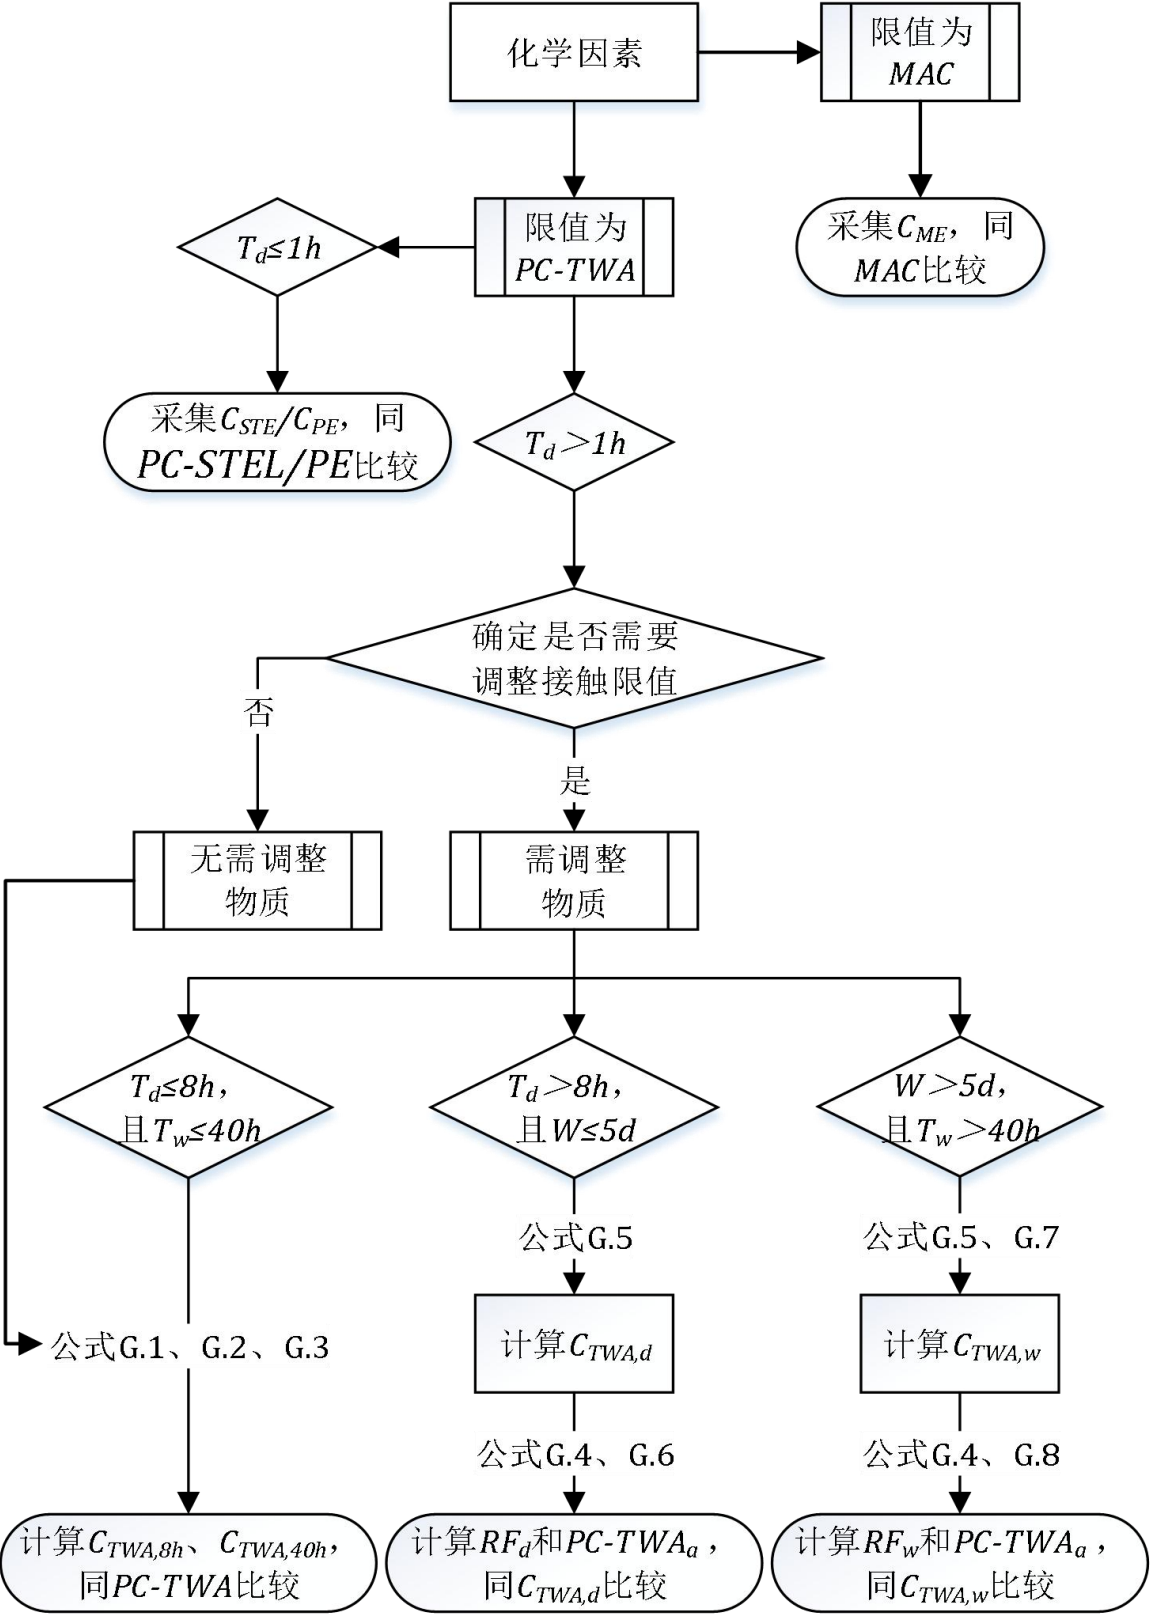 化学因素
限值为
MAC
采集C_ME，同
MAC比较
限值为
PC-TWA
T_d≤1h
采集C_STE/C_PE，同
PC-STEL/PE比较
T_d＞1h
确定是否需要
调整接触限值
否
是
无需调整
物质
需调整
物质
T_d≤8h，
且T_w≤40h
T_d＞8h，
且W≤5d
W＞5d，
且T_w＞40h
公式G.5
公式G.5、G.7
公式G.1、G.2、G.3
计算C_TWA,d
计算C_TWA,w
公式G.4、G.6
公式G.4、G.8
计算C_TWA,8h、C_TWA,40h，
同PC-TWA比较
计算RF_d和PC-TWA_a，
同C_TWA,d比较
计算RF_w和PC-TWA_a，
同C_TWA,w比较